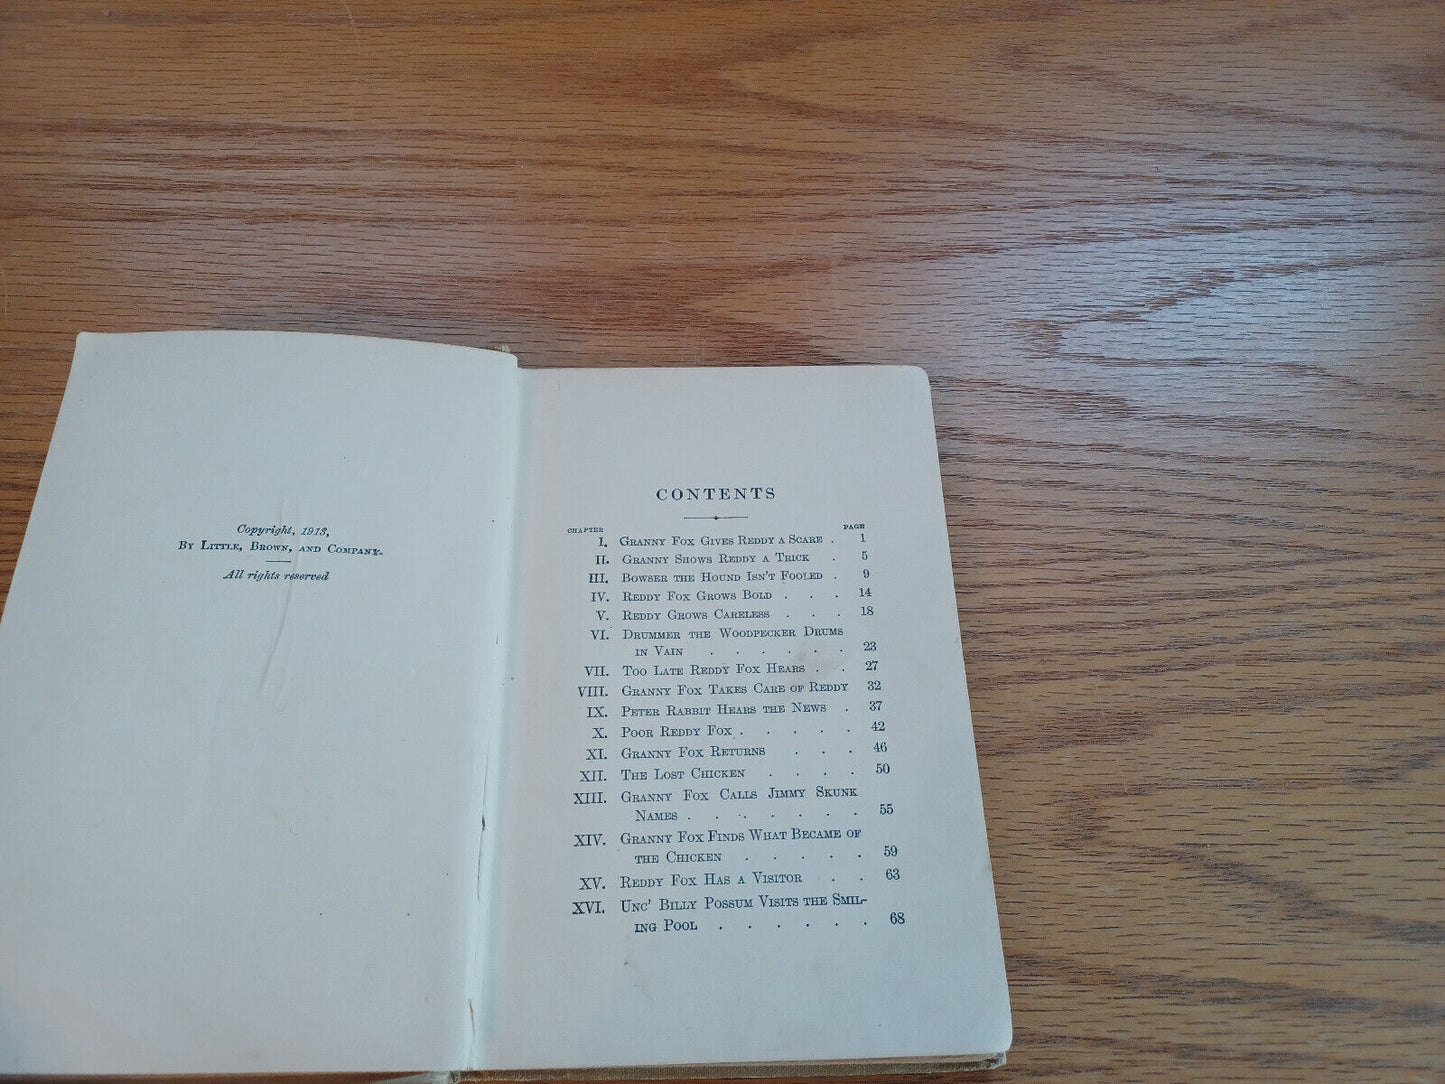 Copyright, 1913,
By Little, Brown, and Company.
All rights reserved
CONTENTS
CHAPTER PAGE
I. Granny Fox Gives Reddy a Scare . 1
II. Granny Shows Reddy a Trick . 5
III. Bowser the Hound Isn't Fooled . 9
IV. Reddy Fox Grows Bold . . . 14
V. Reddy Grows Careless . . . 18
VI. Drummer the Woodpecker Drums
in Vain . . . . . . 23
VII. Too Late Reddy Fox Hears . . 27
VIII. Granny Fox Takes Care of Reddy 32
IX. Peter Rabbit Hears the News . 37
X. Poor Reddy Fox . . . . . 42
XI. Granny Fox Returns . . . 46
XII. The Lost Chicken . . . . 50
XIII. Granny Fox Calls Jimmy Skunk
Names . . . . . . . 55
XIV. Granny Fox Finds What Became of
the Chicken . . . . . 59
XV. Reddy Fox Has a Visitor . . 63
XVI. Unc' Billy Possum Visits the Smil-
ing Pool . . . . . . 68